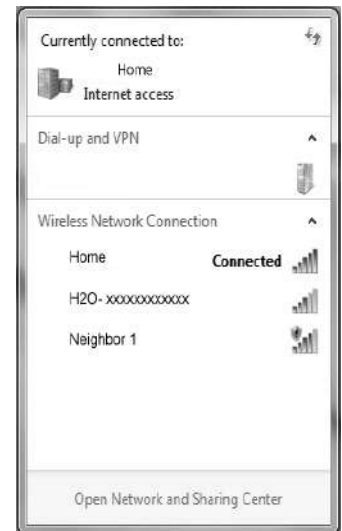 Currently connected to:
Home
Internet access
Dial-up and VPN
Wireless Network Connection
Home Connected
H2O- xxxxxxxxxxxx
Neighbor 1
Open Network and Sharing Center